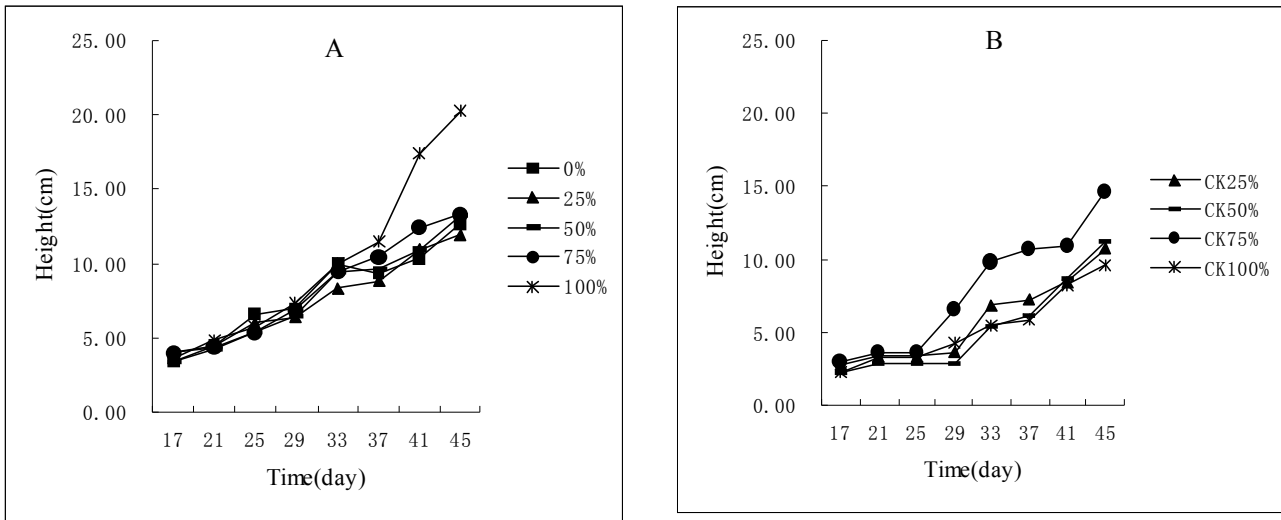 A
25.00
20.00
15.00
10.00
5.00
0.00
Height(cm)
17 21 25 29 33 37 41 45
Time(day)
0%
25%
50%
75%
100%
B
25.00
20.00
15.00
10.00
5.00
0.00
Height(cm)
17 21 25 29 33 37 41 45
Time(day)
CK25%
CK50%
CK75%
CK100%